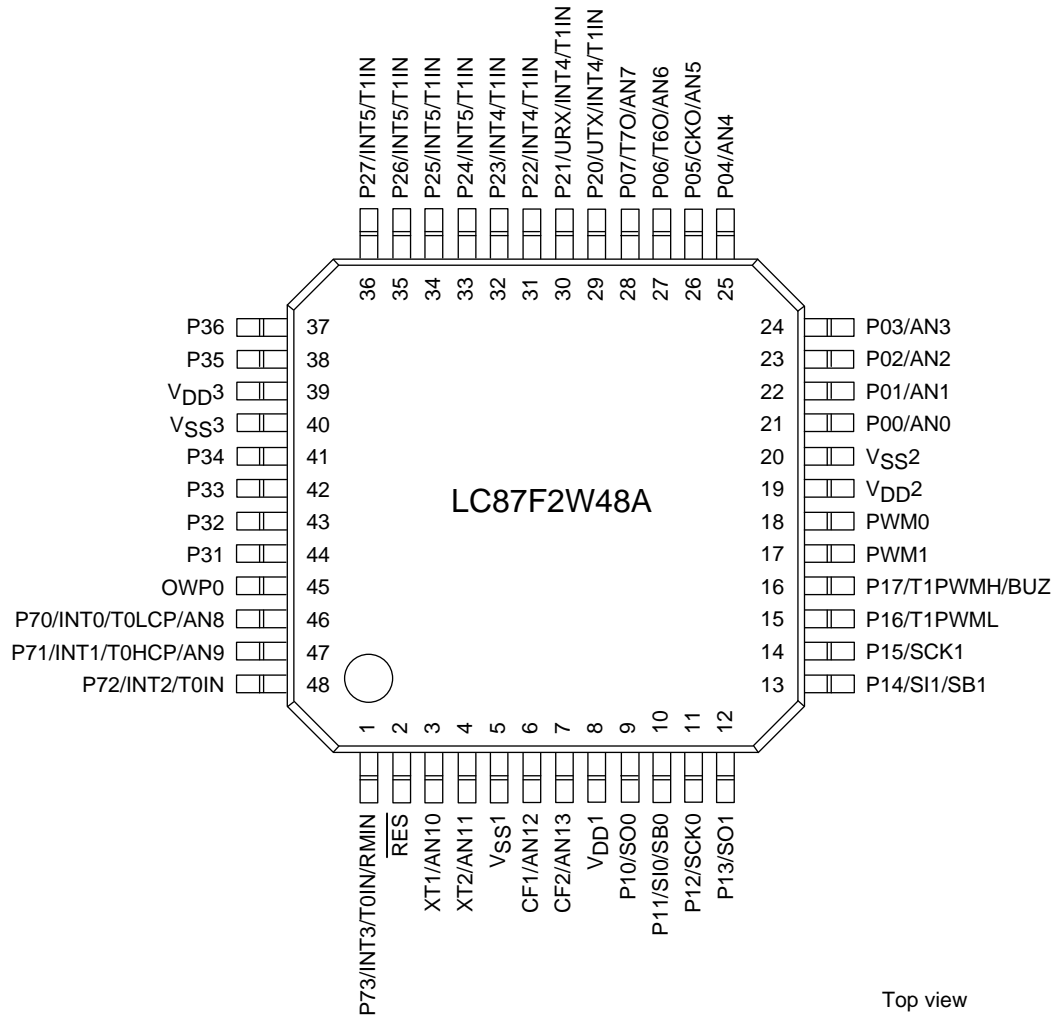 P27/INT5/T1IN
P26/INT5/T1IN
P25/INT5/T1IN
P24/INT5/T1IN
P23/INT4/T1IN
P22/INT4/T1IN
P21/URX/INT4/T1IN
P20/UTX/INT4/T1IN
P07/T7O/AN7
P06/T6O/AN6
P05/CKO/AN5
P04/AN4
36
35
34
33
32
31
30
29
28
27
26
25
P36 37
P35 38
VDD3 39
VSS3 40
P34 41
P33 42
P32 43
P31 44
OWP0 45
P70/INT0/T0LCP/AN8 46
P71/INT1/T0HCP/AN9 47
P72/INT2/T0IN 48
LC87F2W48A
24 P03/AN3
23 P02/AN2
22 P01/AN1
21 P00/AN0
20 VSS2
19 VDD2
18 PWM0
17 PWM1
16 P17/T1PWMH/BUZ
15 P16/T1PWML
14 P15/SCK1
13 P14/SI1/SB1
1
2
3
4
5
6
7
8
9
10
11
12
P73/INT3/T0IN/RMIN
RES
XT1/AN10
XT2/AN11
VSS1
CF1/AN12
CF2/AN13
VDD1
P10/SO0
P11/SI0/SB0
P12/SCK0
P13/SO1
Top view